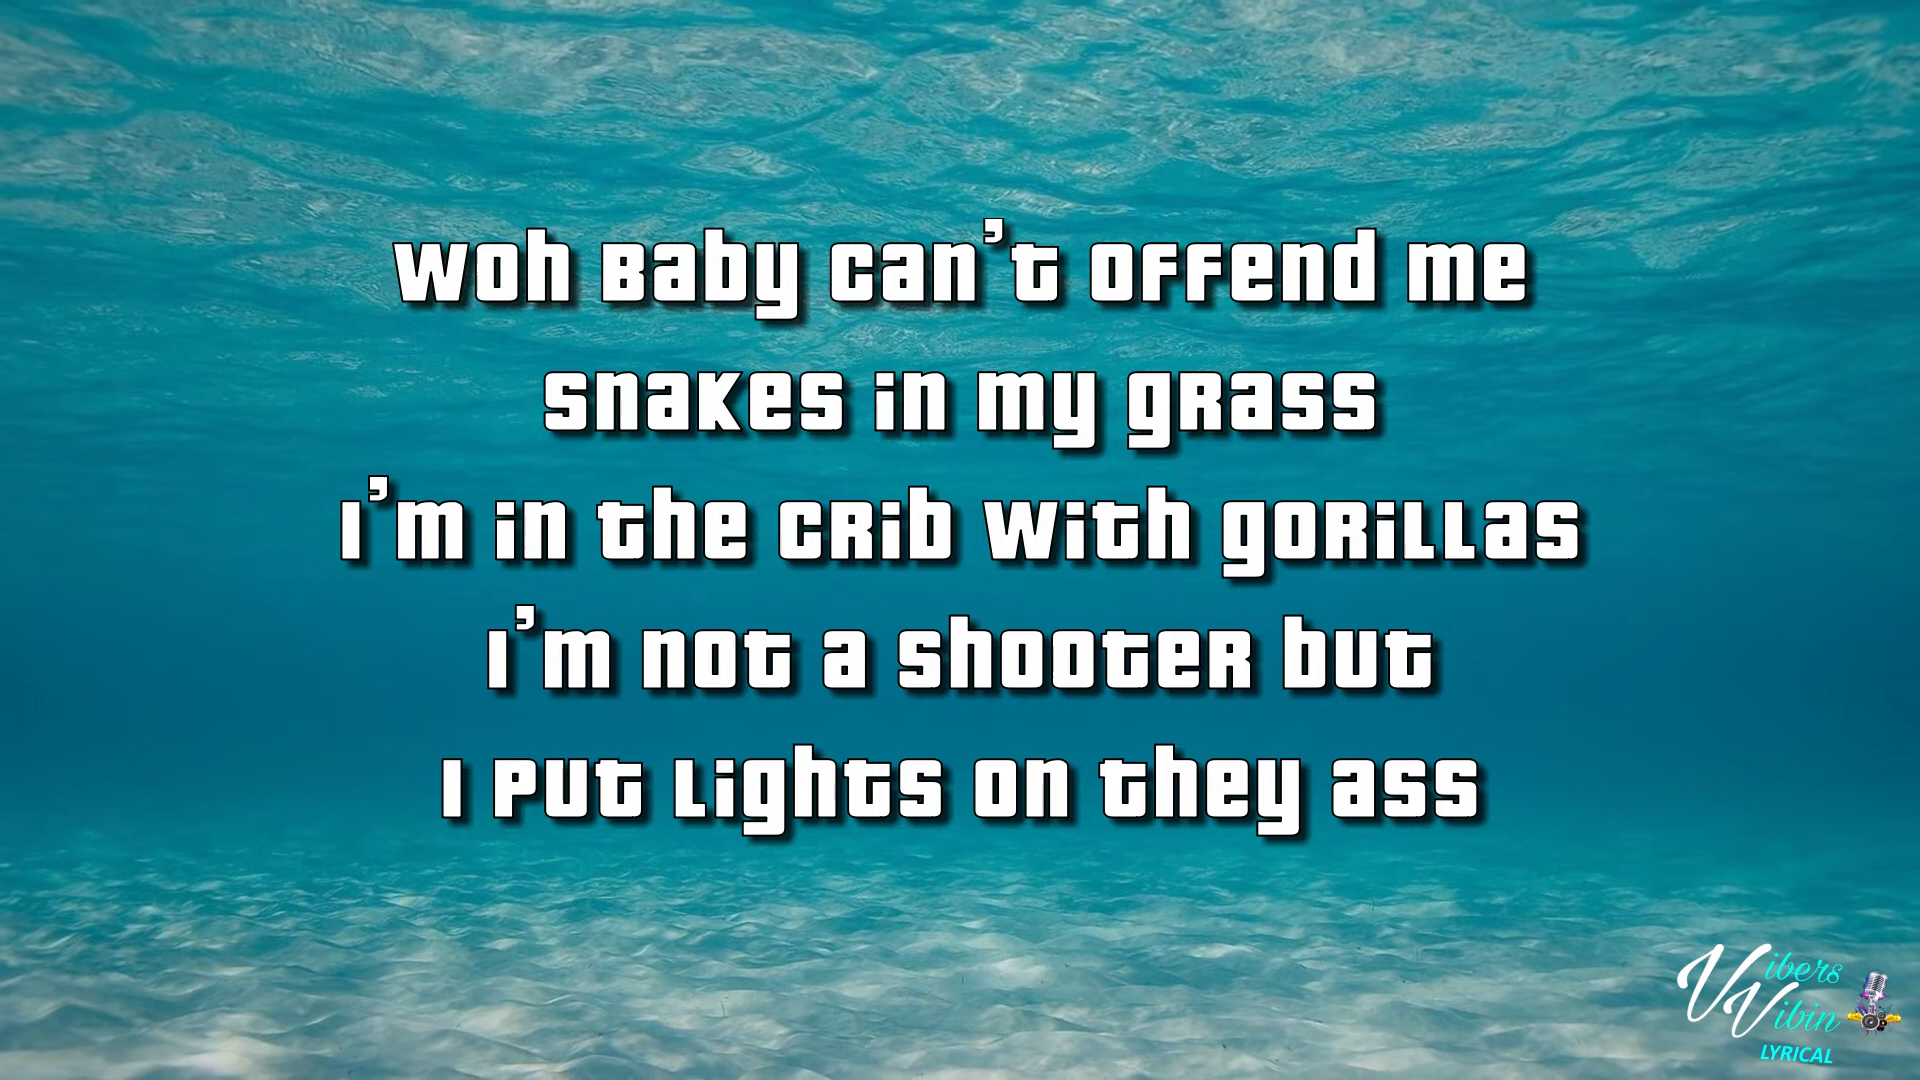 Woh Baby can't offend me
snakes in my grass
I'm in the crib with gorillas
I'm not a shooter but
I put lights on they ass
Vibers
Vibin
LYRICAL